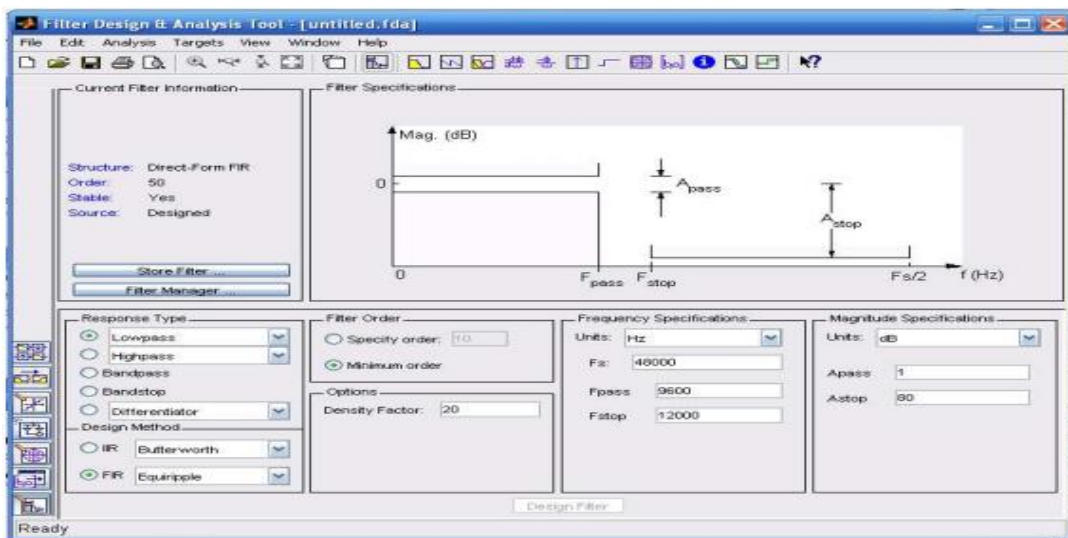 Filter Design & Analysis Tool - [untitled.fda]
File Edit Analysis Targets View Window Help
Current Filter Information
Structure: Direct-Form FIR
Order: 50
Stable: Yes
Source: Designed
Store Filter ...
Filter Manager ...
Filter Specifications
Mag. (dB)
0
Apass
Astop
0
Fpass Fstop Fs/2 f (Hz)
Response Type
Lowpass
Highpass
Bandpass
Bandstop
Differentiator
Design Method
IIR Butterworth
FIR Equiripple
Filter Order
Specify order: 10
Minimum order
Options
Density Factor: 20
Frequency Specifications
Units: Hz
Fs: 48000
Fpass 9600
Fstop 12000
Magnitude Specifications
Units: dB
Apass 1
Astop 80
Design Filter
Ready